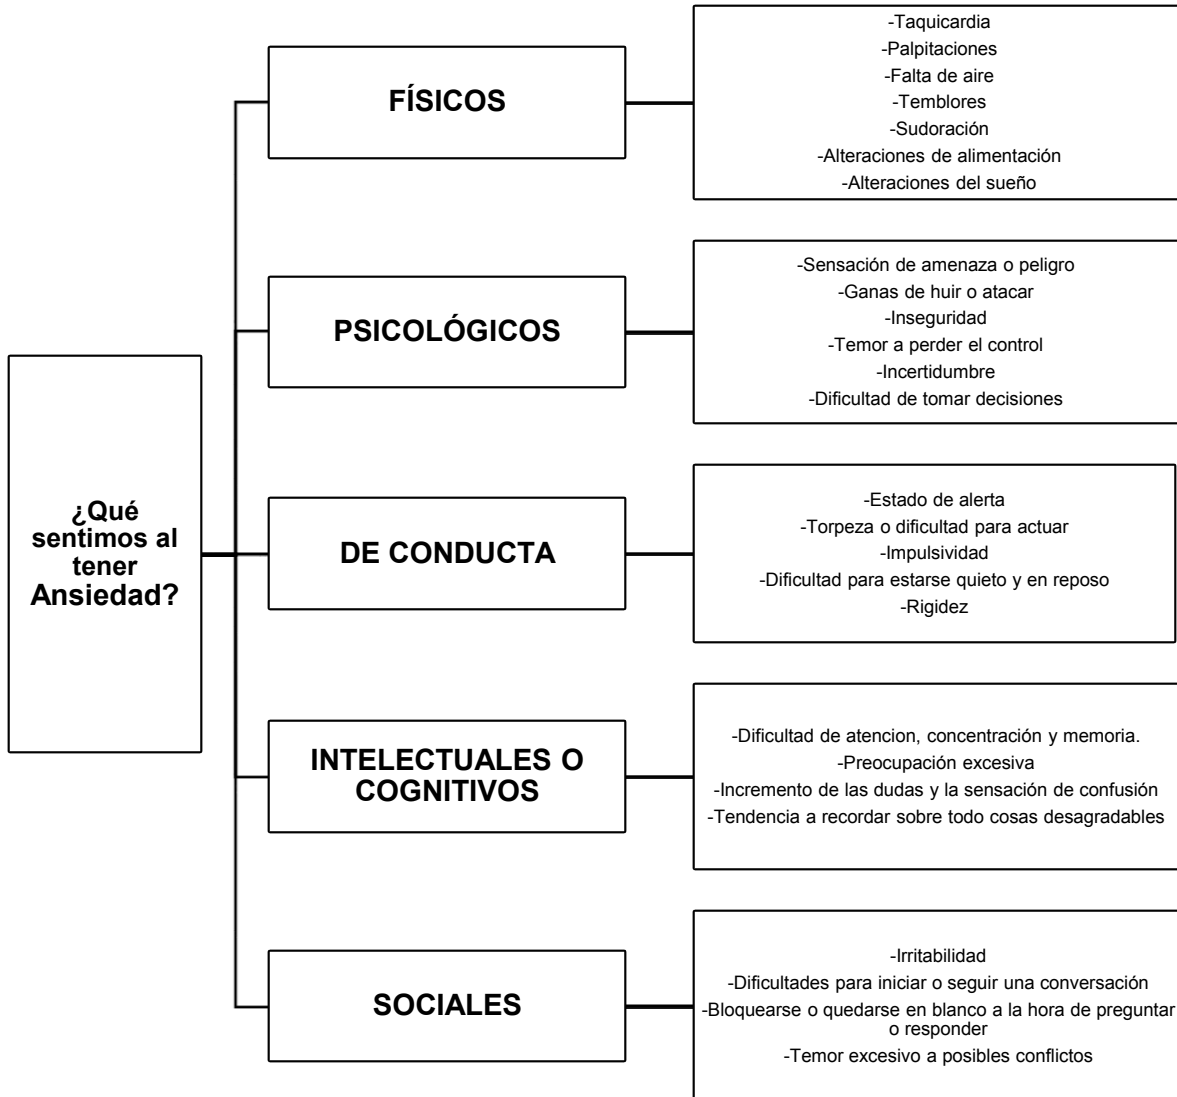 ¿Qué
sentimos al
tener
Ansiedad?
FÍSICOS
-Taquicardia
-Palpitaciones
-Falta de aire
-Temblores
-Sudoración
-Alteraciones de alimentación
-Alteraciones del sueño
PSICOLÓGICOS
-Sensación de amenaza o peligro
-Ganas de huir o atacar
-Inseguridad
-Temor a perder el control
-Incertidumbre
-Dificultad de tomar decisiones
DE CONDUCTA
-Estado de alerta
-Torpeza o dificultad para actuar
-Impulsividad
-Dificultad para estarse quieto y en reposo
-Rigidez
INTELECTUALES O
COGNITIVOS
-Dificultad de atencion, concentración y memoria.
-Preocupación excesiva
-Incremento de las dudas y la sensación de confusión
-Tendencia a recordar sobre todo cosas desagradables
SOCIALES
-Irritabilidad
-Dificultades para iniciar o seguir una conversación
-Bloquearse o quedarse en blanco a la hora de preguntar
o responder
-Temor excesivo a posibles conflictos